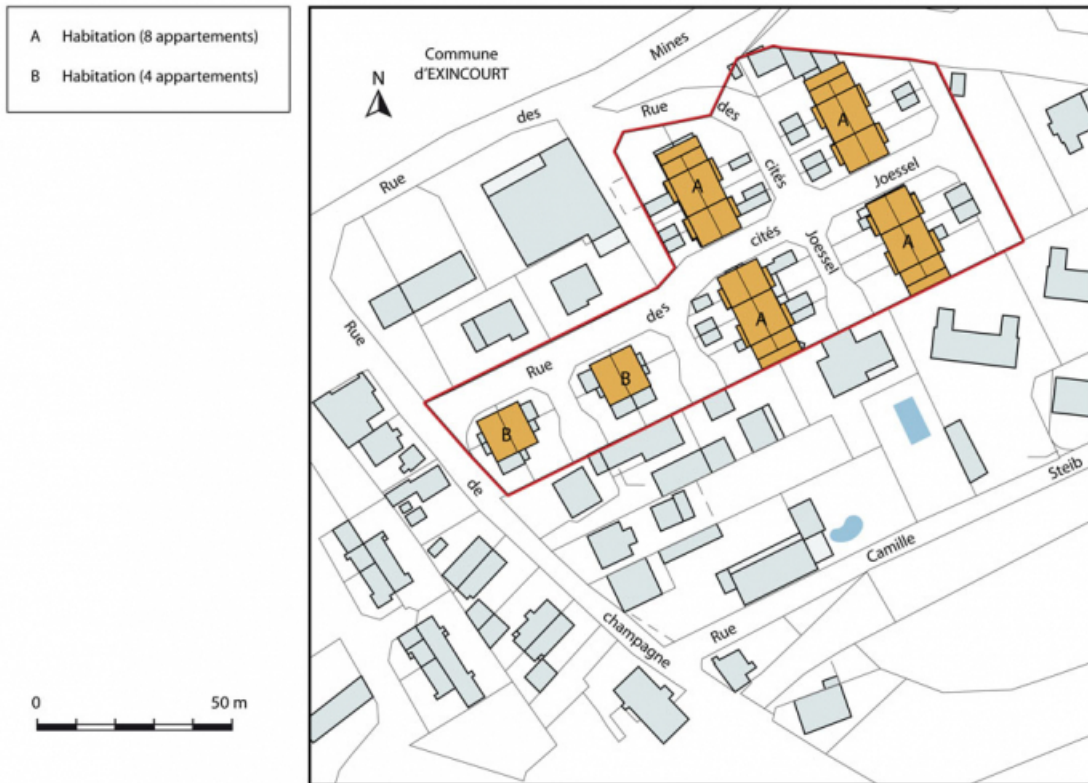 A Habitation (8 appartements)
B Habitation (4 appartements)
0 50 m
Commune
d'EXINCOURT
N
Rue des Mines
Rue des cités Joessel
Rue des cités Joessel
Rue de champagne
Rue Camille Steib
A
A
A
A
B
B